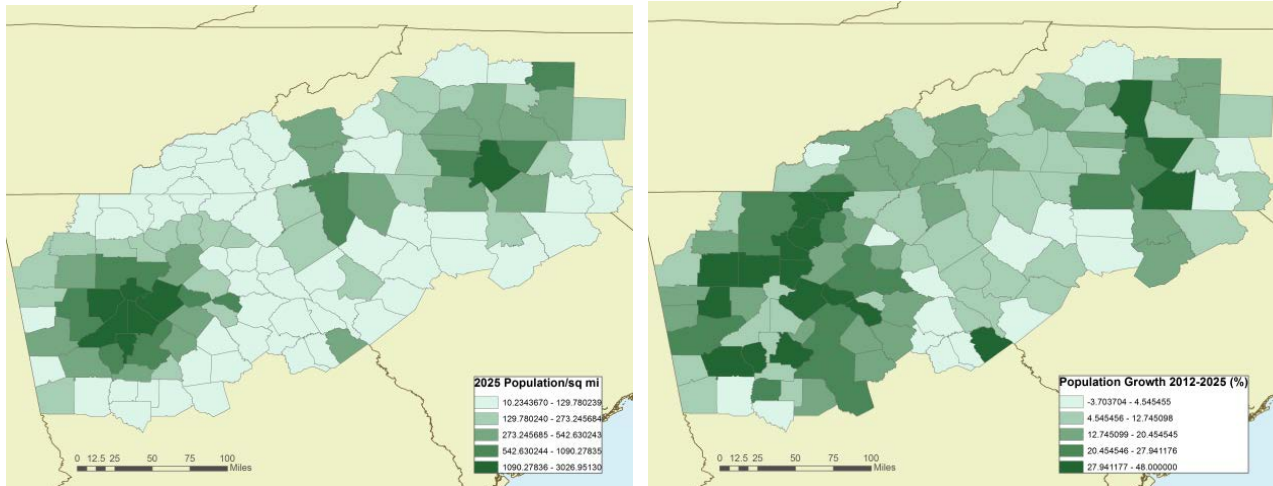 2025 Population/sq mi
10.2343670 - 129.780239
129.780240 - 273.245684
273.245685 - 542.630243
542.630244 - 1090.27835
1090.27836 - 3026.95130
0 12.5 25 50 75 100
Miles
Population Growth 2012-2025 (%)
-3.703704 - 4.545455
4.545456 - 12.745098
12.745099 - 20.454545
20.454546 - 27.941176
27.941177 - 48.000000
0 12.5 25 50 75 100
Miles